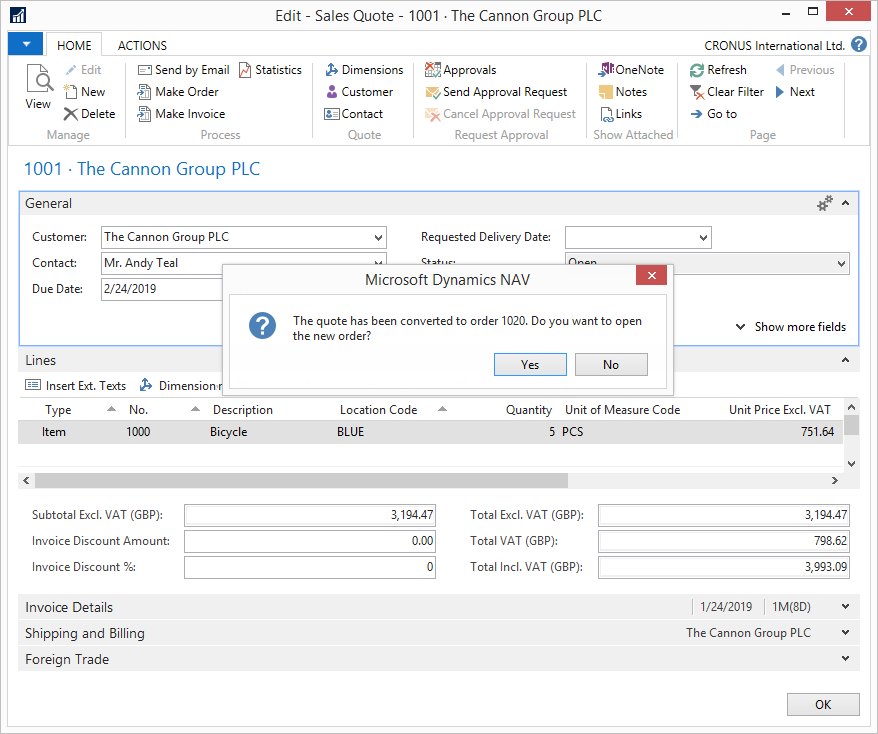 Edit - Sales Quote - 1001 · The Cannon Group PLC
HOME ACTIONS CRONUS International Ltd.
View
Edit
New
Delete
Manage
Send by Email Statistics
Make Order
Make Invoice
Process
Dimensions
Customer
Contact
Quote
Approvals
Send Approval Request
Cancel Approval Request
Request Approval
OneNote
Notes
Links
Show Attached
Refresh Previous
Clear Filter Next
Go to
Page
1001 · The Cannon Group PLC
General
Customer: The Cannon Group PLC Requested Delivery Date:
Contact: Mr. Andy Teal Status: Open
Due Date: 2/24/2019
Show more fields
Microsoft Dynamics NAV
The quote has been converted to order 1020. Do you want to open
the new order?
Yes No
Lines
Insert Ext. Texts Dimension
Type No. Description Location Code Quantity Unit of Measure Code Unit Price Excl. VAT
Item 1000 Bicycle BLUE 5 PCS 751.64
Subtotal Excl. VAT (GBP): 3,194.47 Total Excl. VAT (GBP): 3,194.47
Invoice Discount Amount: 0.00 Total VAT (GBP): 798.62
Invoice Discount %: 0 Total Incl. VAT (GBP): 3,993.09
Invoice Details 1/24/2019 1M(8D)
Shipping and Billing The Cannon Group PLC
Foreign Trade
OK